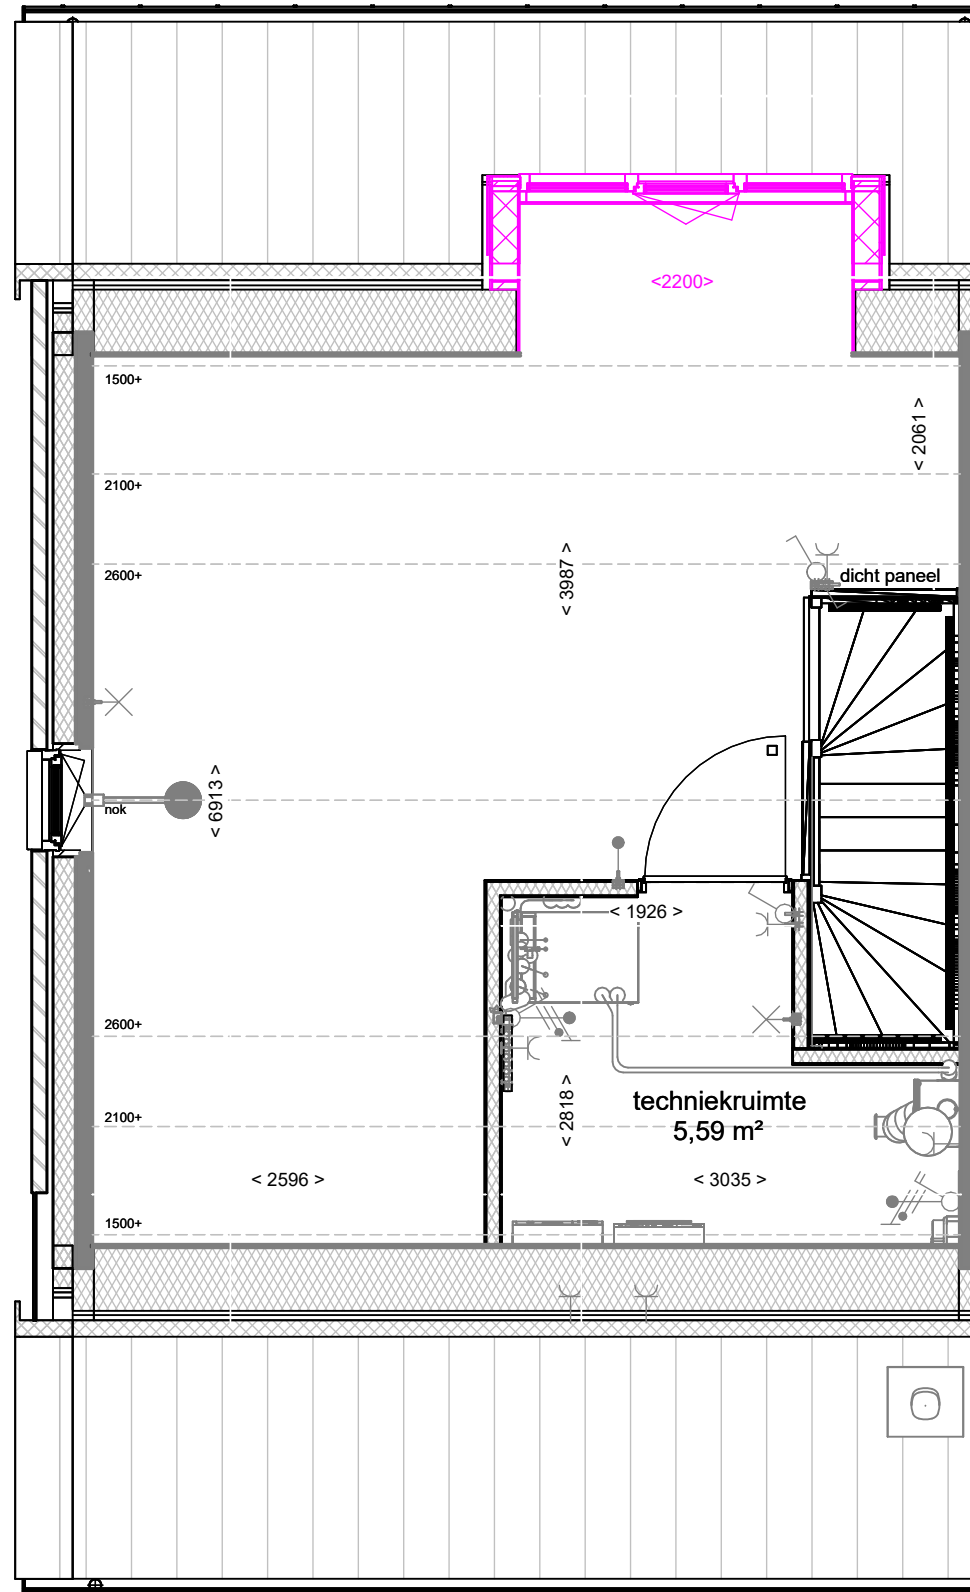 <2200>
1500+
< 2061 >
2100+
< 3987 >
2600+
dicht paneel
< 6913 >
nok
< 1926 >
2600+
techniekruimte
5,59 m²
< 2818 >
2100+
< 2596 >
< 3035 >
1500+